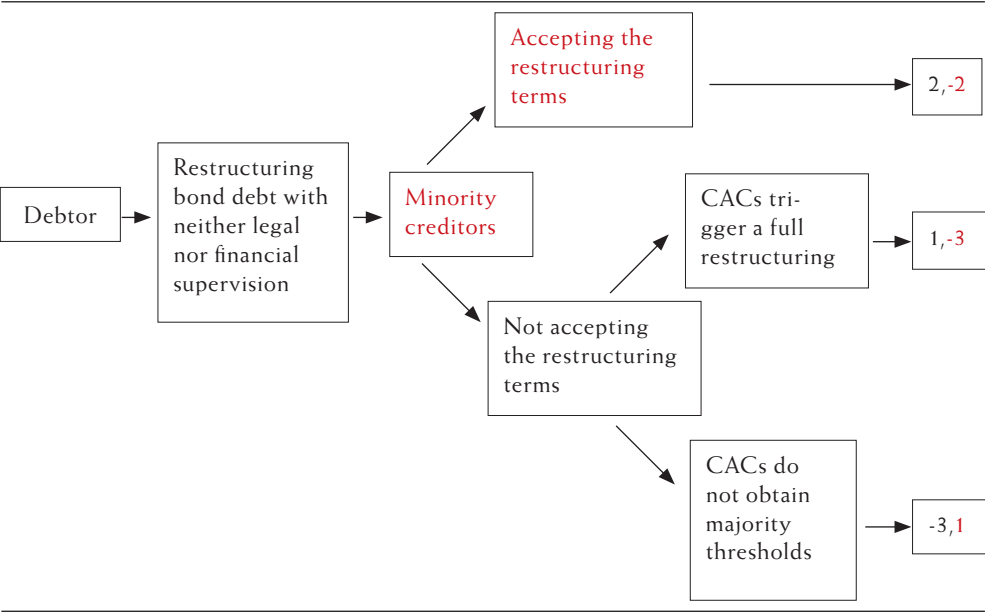 Debtor
Restructuring
bond debt with
neither legal
nor financial
supervision
Minority
creditors
Accepting the
restructuring
terms
2,-2
Not accepting
the restructuring
terms
CACs tri-
gger a full
restructuring
1,-3
CACs do
not obtain
majority
thresholds
-3,1